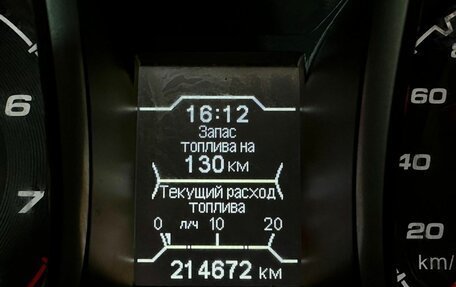 16:12
Запас
топлива на
130 км
Текущий расход
топлива
0 л/ч 10 20
214672 км
6
7
60
40
20
km/